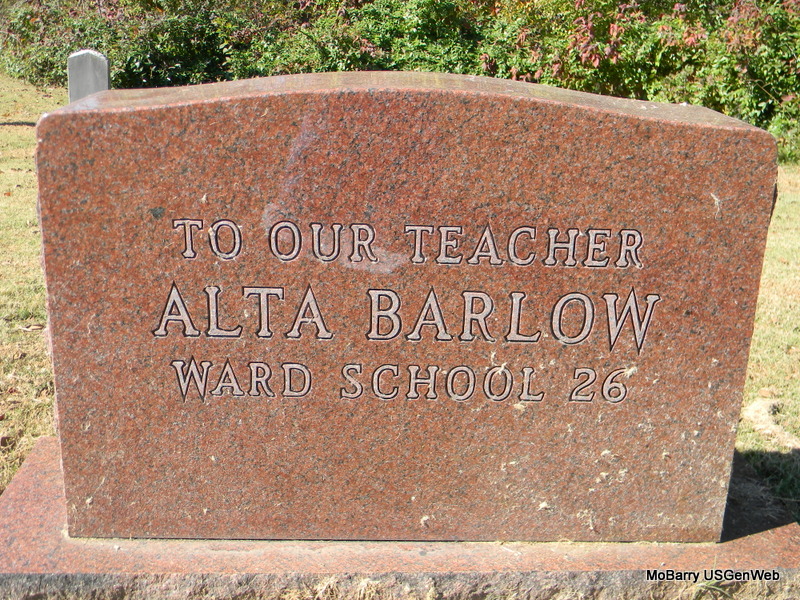 TO OUR TEACHER
ALTA BARLOW
WARD SCHOOL 26
MoBarry USGenWeb